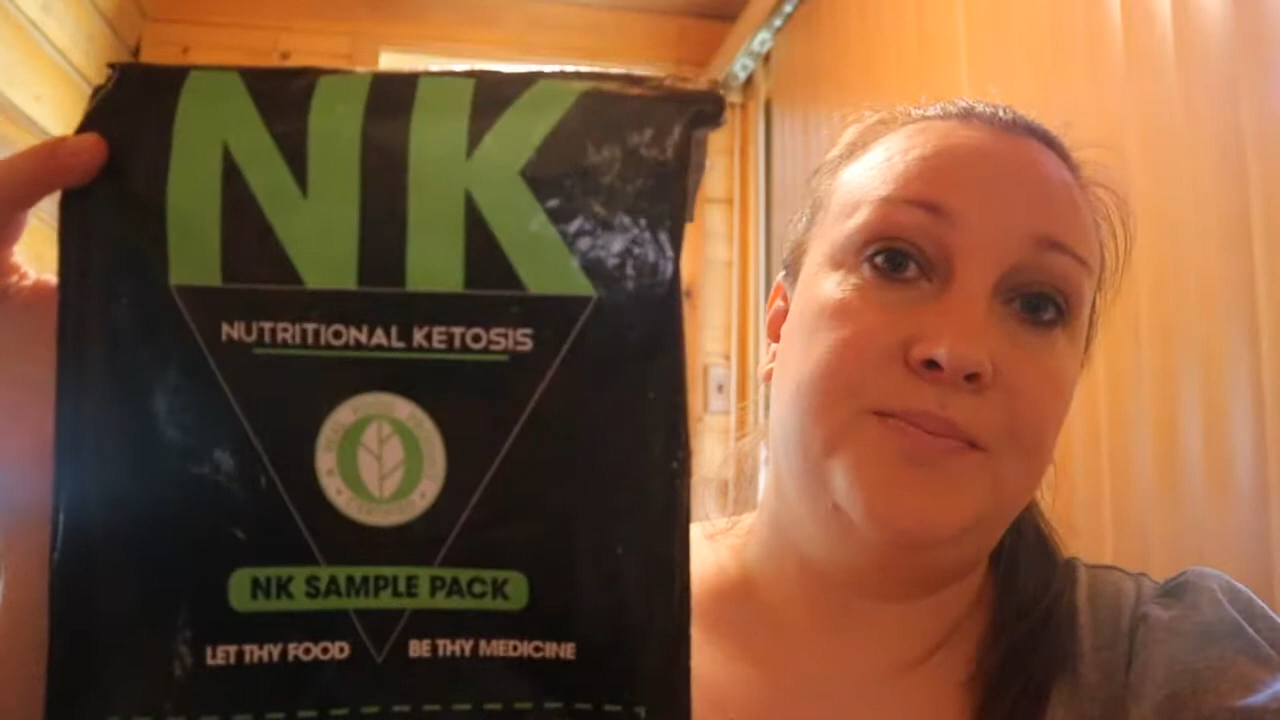 NK
NUTRITIONAL KETOSIS
NK SAMPLE PACK
LET THY FOOD BE THY MEDICINE